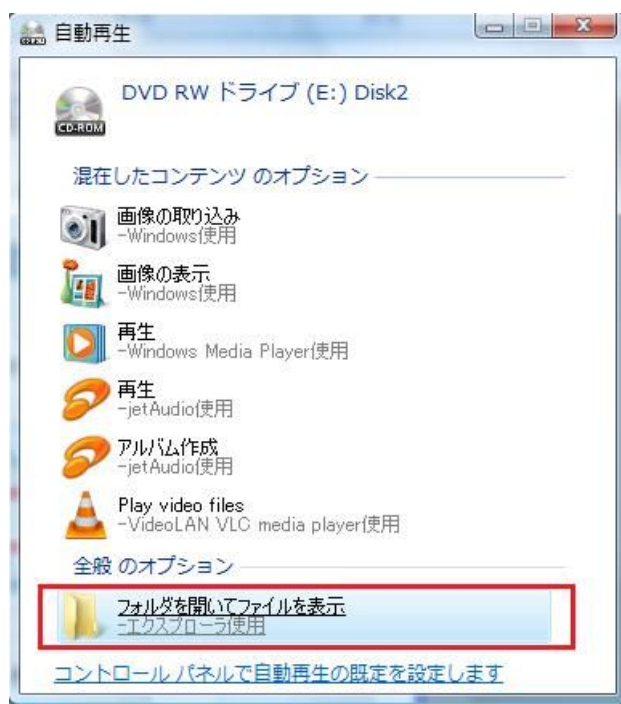 自動再生
DVD RW ドライブ (E:) Disk2
CD-ROM
混在したコンテンツ のオプション
画像の取り込み
-Windows使用
画像の表示
-Windows使用
再生
-Windows Media Player使用
再生
-jetAudio使用
アルバム作成
-jetAudio使用
Play video files
-VideoLAN VLC media player使用
全般 のオプション
フォルダを開いてファイルを表示
-エクスプローラ使用
コントロール パネルで自動再生の既定を設定します